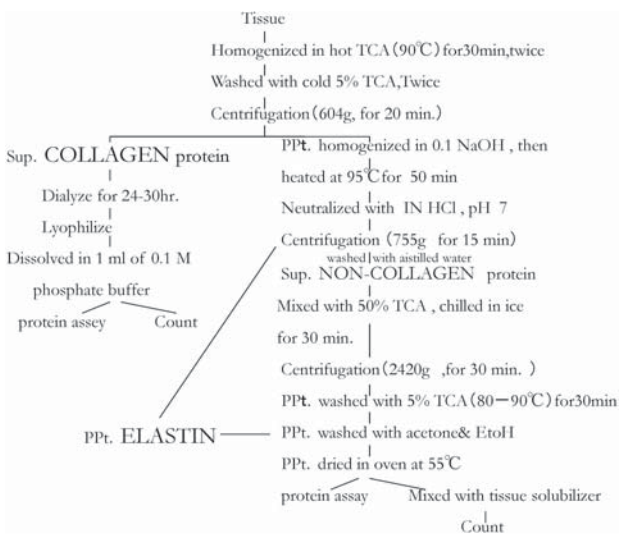 Tissue
Homogenized in hot TCA (90℃) for30min,twice
Washed with cold 5% TCA,Twice
Centrifugation (604g, for 20 min.)
Sup. COLLAGEN protein
Dialyze for 24-30hr.
Lyophilize
Dissolved in 1 ml of 0.1 M
phosphate buffer
protein assey
Count
PPt. homogenized in 0.1 NaOH , then
heated at 95℃ for 50 min
Neutralized with IN HCl , pH 7
Centrifugation (755g for 15 min)
washed with aistilled water
Sup. NON-COLLAGEN protein
Mixed with 50% TCA , chilled in ice
for 30 min.
Centrifugation (2420g ,for 30 min. )
PPt. washed with 5% TCA (80−90℃) for30min
PPt. ELASTIN
PPt. washed with acetone& EtoH
PPt. dried in oven at 55℃
protein assay
Mixed with tissue solubilizer
Count